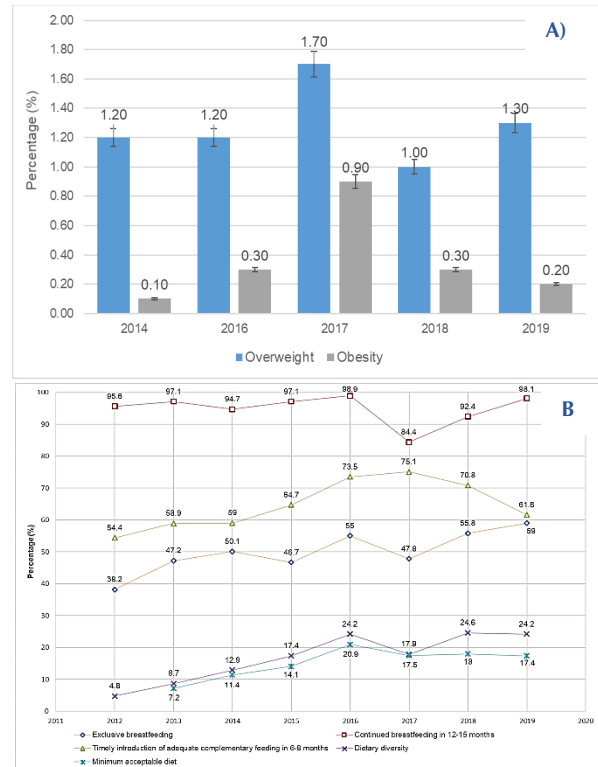 A)
Percentage (%)
2.00
1.80
1.60
1.40
1.20
1.00
0.80
0.60
0.40
0.20
0.00
1.20
0.10
1.20
0.30
1.70
0.90
1.00
0.30
1.30
0.20
2014 2016 2017 2018 2019
Overweight Obesity
B
Percentage (%)
100
90
80
70
60
50
40
30
20
10
0
95.6 97.1 94.7 97.1 98.9 84.4 92.4 98.1
54.4 58.9 59 64.7 73.5 75.1 70.8 61.8
38.2 47.2 50.1 46.7 55 47.8 55.8 59
4.8 8.7 12.9 17.4 24.2 17.9 24.6 24.2
7.2 11.4 14.1 20.9 17.5 18 17.4
2011 2012 2013 2014 2015 2016 2017 2018 2019 2020
Exclusive breastfeeding Continued breastfeeding in 12-15 months
Timely introduction of adequate complementary feeding in 6-8 months Dietary diversity
Minimum acceptable diet